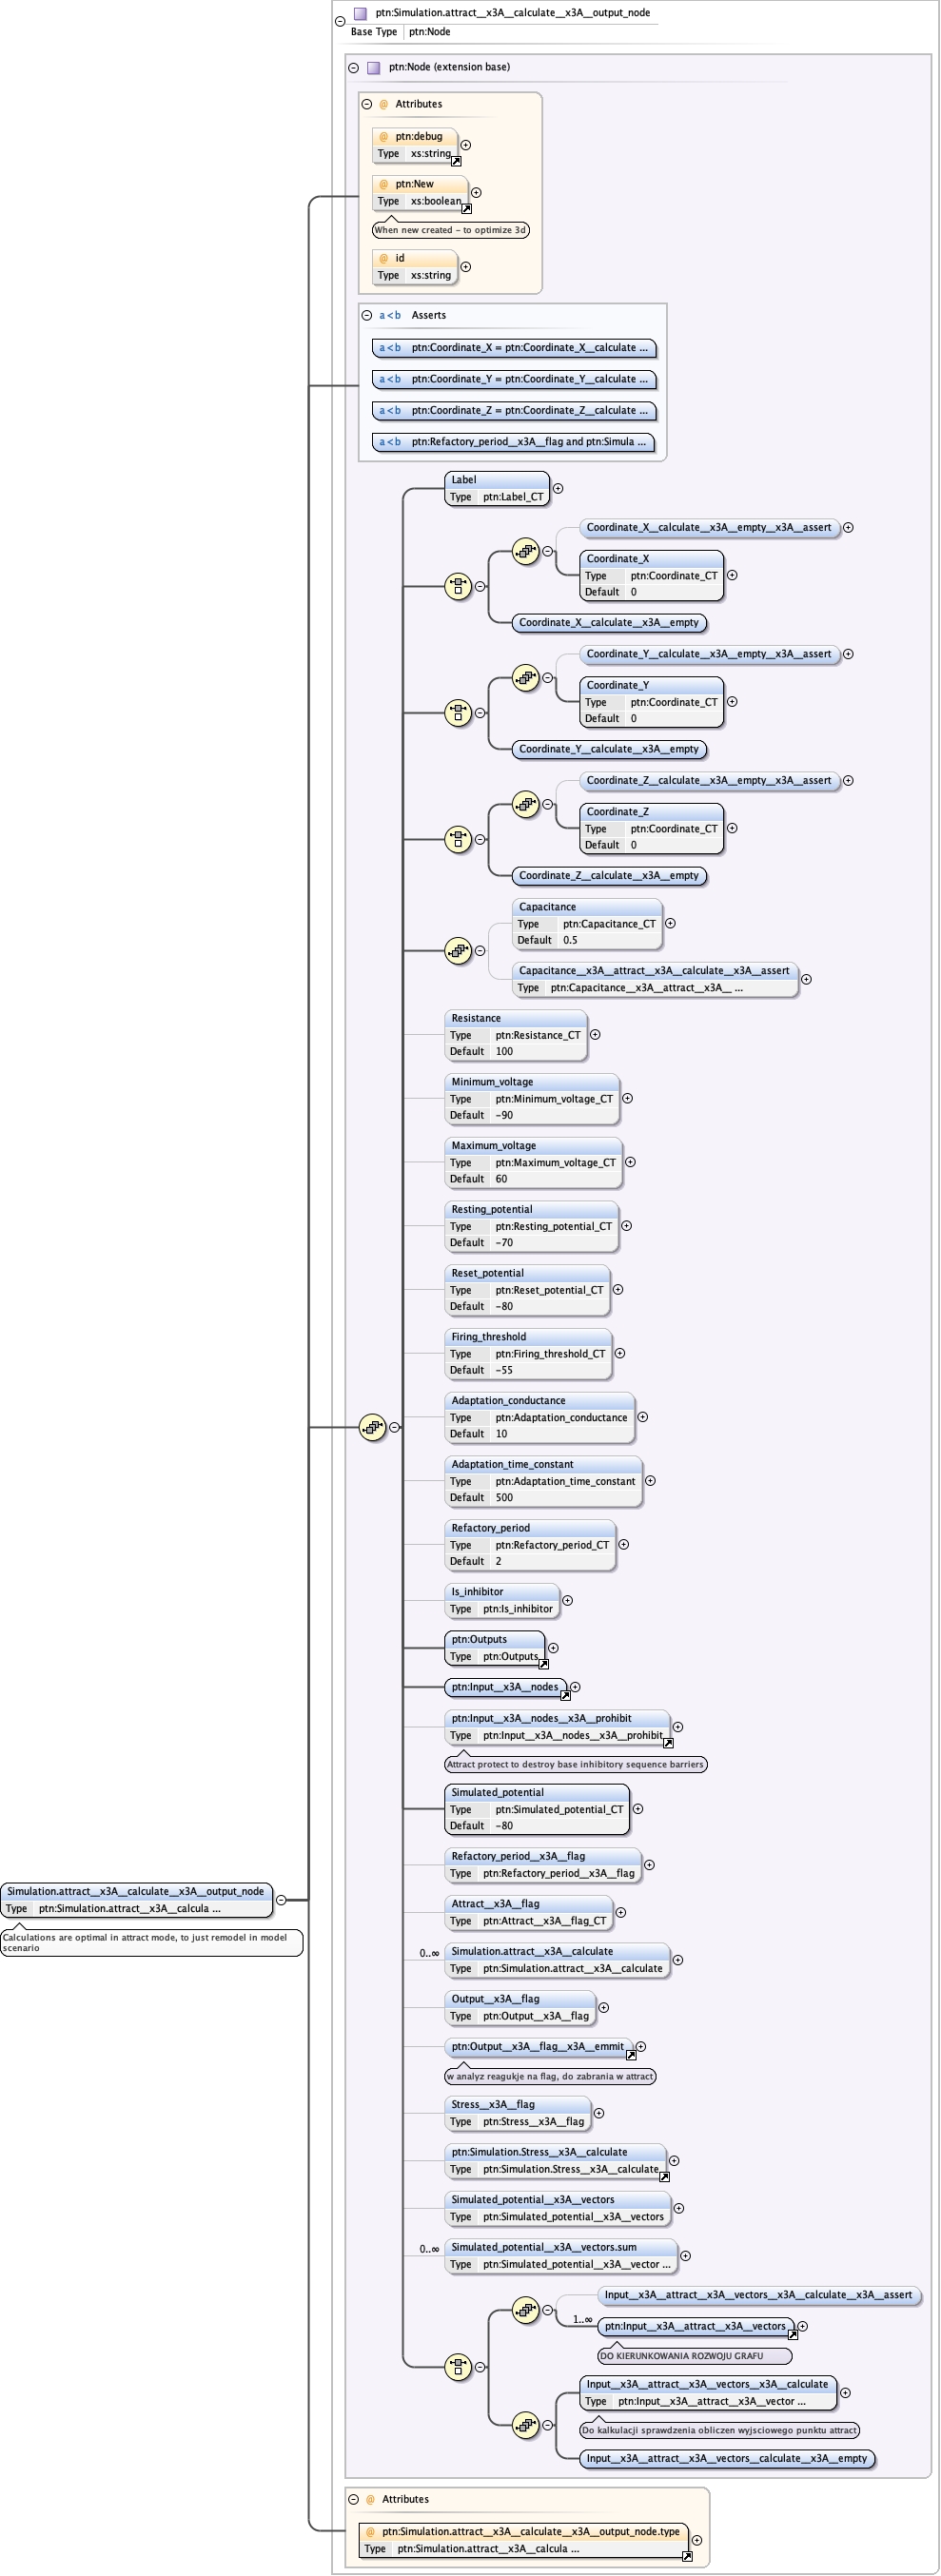 ptn:Simulation.attract__x3A__calculate__x3A__output_node
Base Type ptn:Node
ptn:Node (extension base)
@ Attributes
@ ptn:debug
Type xs:string
@ ptn:New
Type xs:boolean
When new created - to optimize 3d
@ id
Type xs:string
a<b Asserts
a<b ptn:Coordinate_X = ptn:Coordinate_X__calculate ...
a<b ptn:Coordinate_Y = ptn:Coordinate_Y__calculate ...
a<b ptn:Coordinate_Z = ptn:Coordinate_Z__calculate ...
a<b ptn:Refactory_period__x3A__flag and ptn:Simula ...
Label
Type ptn:Label_CT
Coordinate_X__calculate__x3A__empty__x3A__assert
Coordinate_X
Type ptn:Coordinate_CT
Default 0
Coordinate_X__calculate__x3A__empty
Coordinate_Y__calculate__x3A__empty__x3A__assert
Coordinate_Y
Type ptn:Coordinate_CT
Default 0
Coordinate_Y__calculate__x3A__empty
Coordinate_Z__calculate__x3A__empty__x3A__assert
Coordinate_Z
Type ptn:Coordinate_CT
Default 0
Coordinate_Z__calculate__x3A__empty
Capacitance
Type ptn:Capacitance_CT
Default 0.5
Capacitance__x3A__attract__x3A__calculate__x3A__assert
Type ptn:Capacitance__x3A__attract__x3A__ ...
Resistance
Type ptn:Resistance_CT
Default 100
Minimum_voltage
Type ptn:Minimum_voltage_CT
Default -90
Maximum_voltage
Type ptn:Maximum_voltage_CT
Default 60
Resting_potential
Type ptn:Resting_potential_CT
Default -70
Reset_potential
Type ptn:Reset_potential_CT
Default -80
Firing_threshold
Type ptn:Firing_threshold_CT
Default -55
Adaptation_conductance
Type ptn:Adaptation_conductance
Default 10
Adaptation_time_constant
Type ptn:Adaptation_time_constant
Default 500
Refactory_period
Type ptn:Refactory_period_CT
Default 2
Is_inhibitor
Type ptn:Is_inhibitor
ptn:Outputs
Type ptn:Outputs
ptn:Input__x3A__nodes
ptn:Input__x3A__nodes__x3A__prohibit
Type ptn:Input__x3A__nodes__x3A__prohibit
Attract protect to destroy base inhibitory sequence barriers
Simulated_potential
Type ptn:Simulated_potential_CT
Default -80
Refactory_period__x3A__flag
Type ptn:Refactory_period__x3A__flag
Simulation.attract__x3A__calculate__x3A__output_node
Type ptn:Simulation.attract__x3A__calcula ...
Calculations are optimal in attract mode, to just remodel in model
scenario
Attract__x3A__flag
Type ptn:Attract__x3A__flag_CT
0..∞ Simulation.attract__x3A__calculate
Type ptn:Simulation.attract__x3A__calculate
Output__x3A__flag
Type ptn:Output__x3A__flag
ptn:Output__x3A__flag__x3A__emmit
w analyz reagukje na flag, do zabrania w attract
Stress__x3A__flag
Type ptn:Stress__x3A__flag
ptn:Simulation.Stress__x3A__calculate
Type ptn:Simulation.Stress__x3A__calculate
Simulated_potential__x3A__vectors
Type ptn:Simulated_potential__x3A__vectors
0..∞ Simulated_potential__x3A__vectors.sum
Type ptn:Simulated_potential__x3A__vector ...
Input__x3A__attract__x3A__vectors__x3A__calculate__x3A__assert
1..∞ ptn:Input__x3A__attract__x3A__vectors
DO KIERUNKOWANIA ROZWOJU GRAFU
Input__x3A__attract__x3A__vectors__x3A__calculate
Type ptn:Input__x3A__attract__x3A__vector ...
Do kalkulacji sprawdzenia obliczen wyjsciowego punktu attract
Input__x3A__attract__x3A__vectors__calculate__x3A__empty
@ Attributes
@ ptn:Simulation.attract__x3A__calculate__x3A__output_node.type
Type ptn:Simulation.attract__x3A__calcula ...